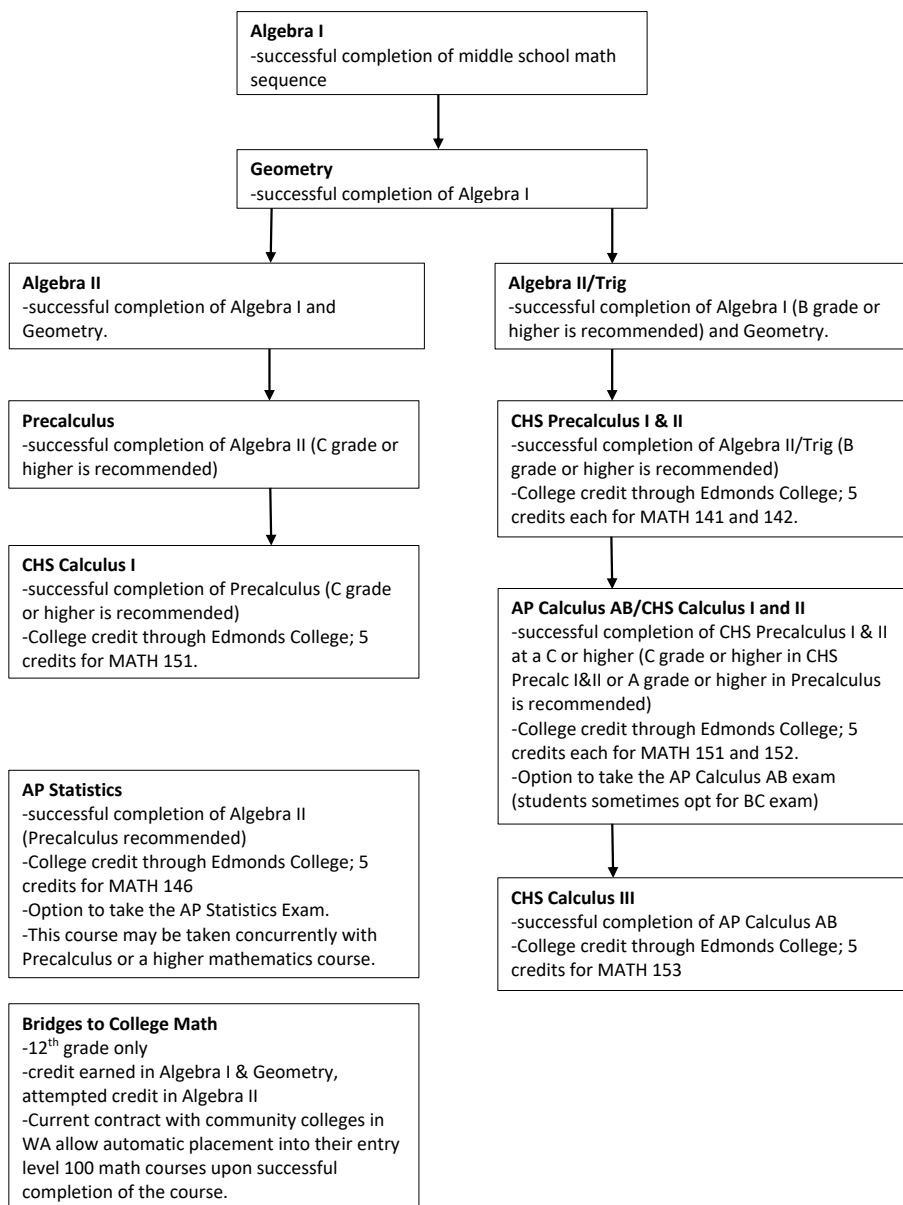 Algebra I
-successful completion of middle school math
sequence
Geometry
-successful completion of Algebra I
Algebra II
-successful completion of Algebra I and
Geometry.
Algebra II/Trig
-successful completion of Algebra I (B grade or
higher is recommended) and Geometry.
Precalculus
-successful completion of Algebra II (C grade or
higher is recommended)
CHS Precalculus I & II
-successful completion of Algebra II/Trig (B
grade or higher is recommended)
-College credit through Edmonds College; 5
credits each for MATH 141 and 142.
CHS Calculus I
-successful completion of Precalculus (C grade
or higher is recommended)
-College credit through Edmonds College; 5
credits for MATH 151.
AP Calculus AB/CHS Calculus I and II
-successful completion of CHS Precalculus I & II
at a C or higher (C grade or higher in CHS
Precalc I&II or A grade or higher in Precalculus
is recommended)
-College credit through Edmonds College; 5
credits each for MATH 151 and 152.
-Option to take the AP Calculus AB exam
(students sometimes opt for BC exam)
AP Statistics
-successful completion of Algebra II
(Precalculus recommended)
-College credit through Edmonds College; 5
credits for MATH 146
-Option to take the AP Statistics Exam.
-This course may be taken concurrently with
Precalculus or a higher mathematics course.
CHS Calculus III
-successful completion of AP Calculus AB
-College credit through Edmonds College; 5
credits for MATH 153
Bridges to College Math
-12th grade only
-credit earned in Algebra I & Geometry,
attempted credit in Algebra II
-Current contract with community colleges in
WA allow automatic placement into their entry
level 100 math courses upon successful
completion of the course.